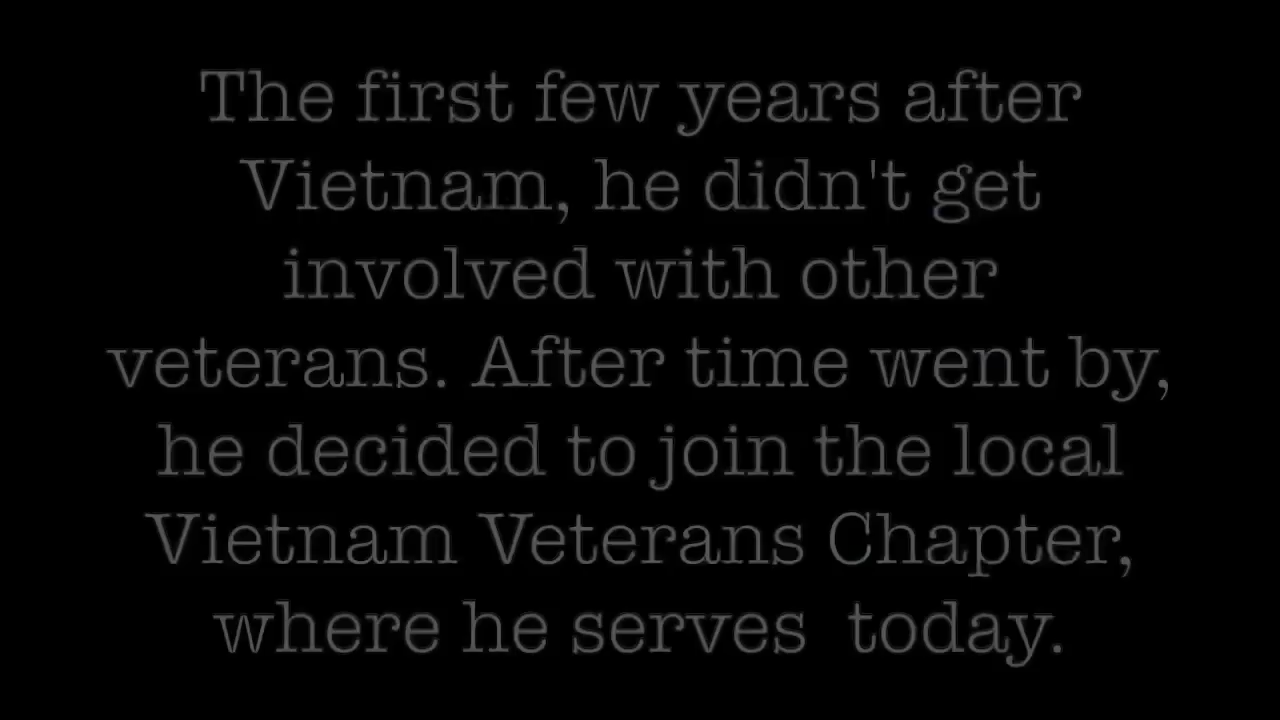 The first few years after
Vietnam, he didn't get
involved with other
veterans. After time went by,
he decided to join the local
Vietnam Veterans Chapter,
where he serves  today.